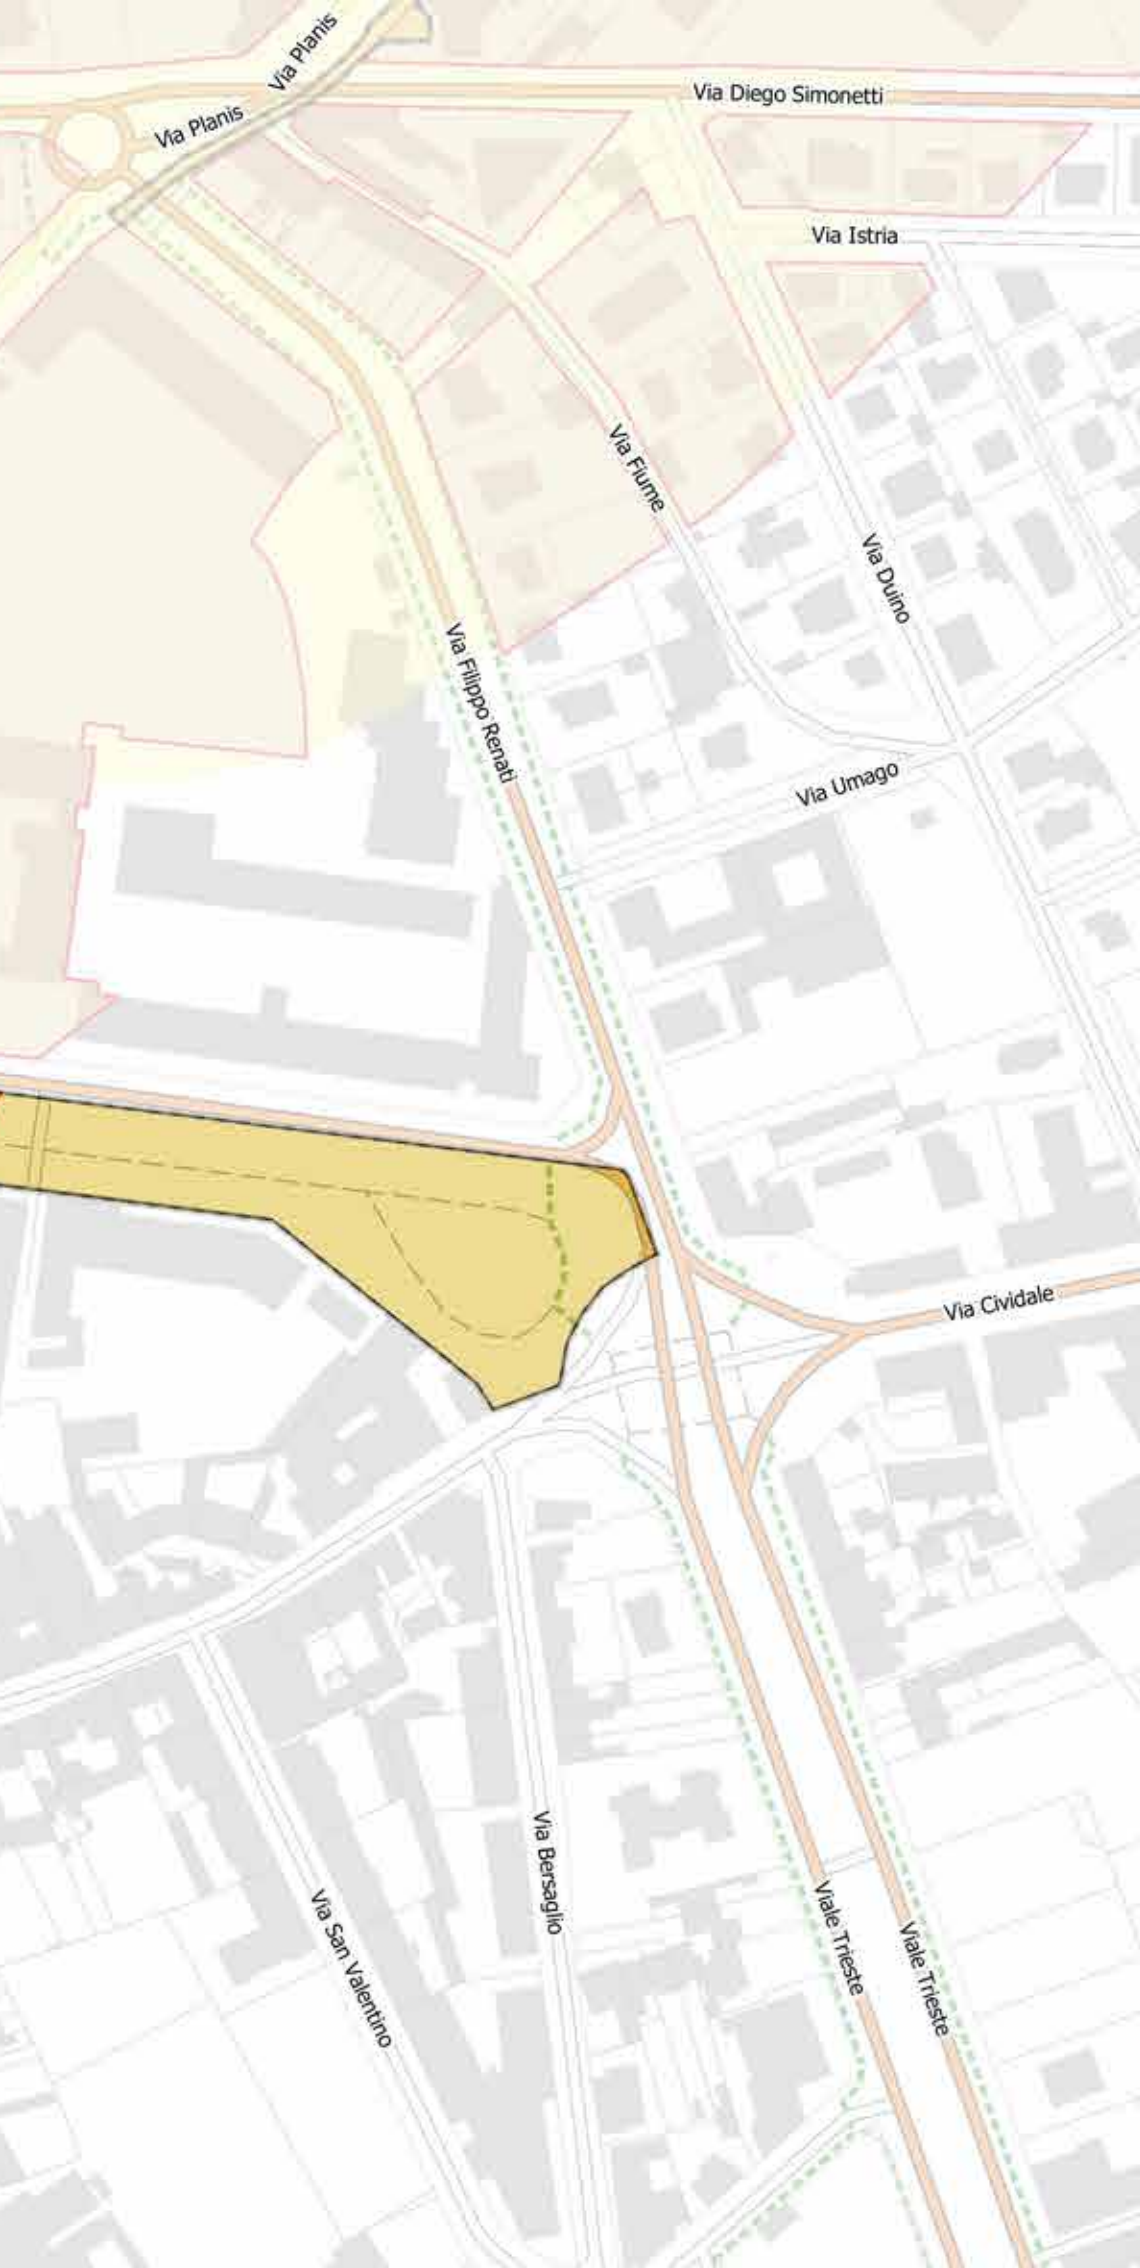 Via Planis
Via Planis
Via Diego Simonetti
Via Istria
Via Fiume
Via Duino
Via Filippo Renati
Via Umago
Via Cividale
Via Bersaglio
Via San Valentino
Viale Trieste
Viale Trieste